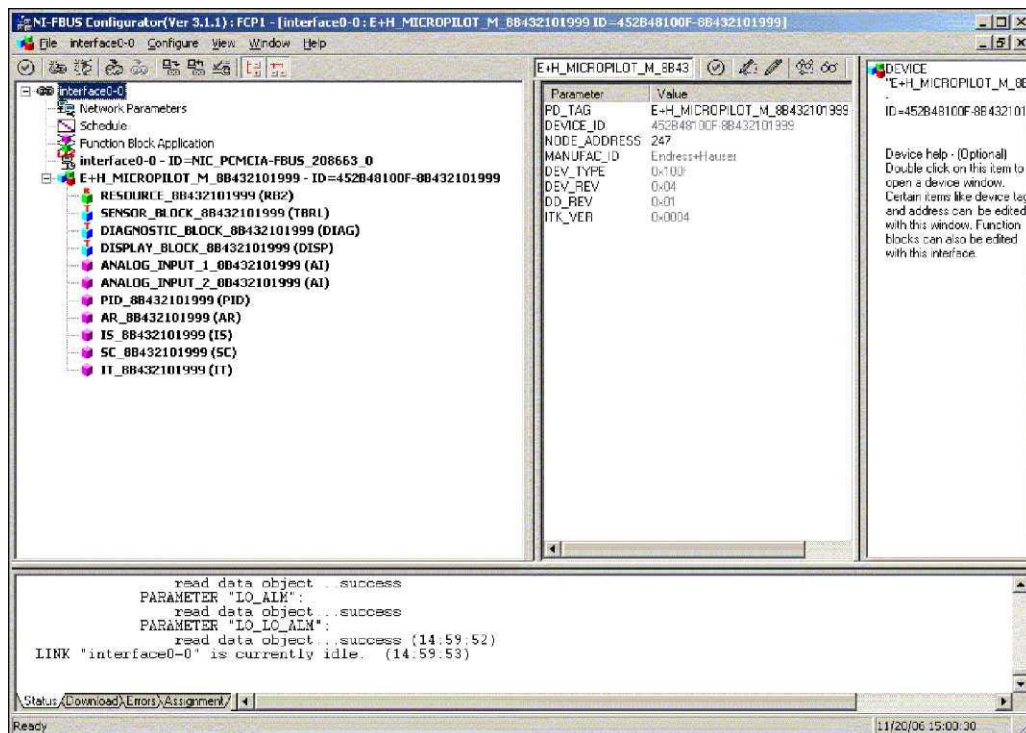 NI-FBUS Configurator(Ver 3.1.1) : FCP1 - [interface0-0 : E+H_MICROPILOT_M_8B432101999 ID=452B48100F-8B432101999]
File interface0-0 Configure View Window Help
interface0-0
Network Parameters
Schedule
Function Block Application
interface0-0 - ID=NIC_PCMCIA-FBUS_208663_0
E+H_MICROPILOT_M_8B432101999 - ID=452B48100F-8B432101999
RESOURCE_8B432101999 (RB2)
SENSOR_BLOCK_8B432101999 (TBRL)
DIAGNOSTIC_BLOCK_8B432101999 (DIAG)
DISPLAY_BLOCK_8B432101999 (DISP)
ANALOG_INPUT_1_8B432101999 (AI)
ANALOG_INPUT_2_8B432101999 (AI)
PID_8B432101999 (PID)
AR_8B432101999 (AR)
IS_8B432101999 (IS)
SC_8B432101999 (SC)
IT_8B432101999 (IT)
E+H_MICROPILOT_M_8B43
Parameter Value
PD_TAG E+H_MICROPILOT_M_8B432101999
DEVICE_ID 452B48100F-8B432101999
NODE_ADDRESS 247
MANUFAC_ID Endress+Hauser
DEV_TYPE 0x100F
DEV_REV 0x04
DD_REV 0x01
ITK_VER 0x0004
DEVICE
"E+H_MICROPILOT_M_8B
.
ID=452B48100F-8B432101
Device help - (Optional)
Double click on this item to
open a device window.
Certain items like device tag
and address can be edited
with this window. Function
blocks can also be edited
with this interface.
read data object ...success
PARAMETER "LO_ALM":
read data object ...success
PARAMETER "LO_LO_ALM":
read data object ...success (14:59:52)
LINK "interface0-0" is currently idle. (14:59:53)
Status Download Errors Assignment
Ready 11/20/06 15:00:30